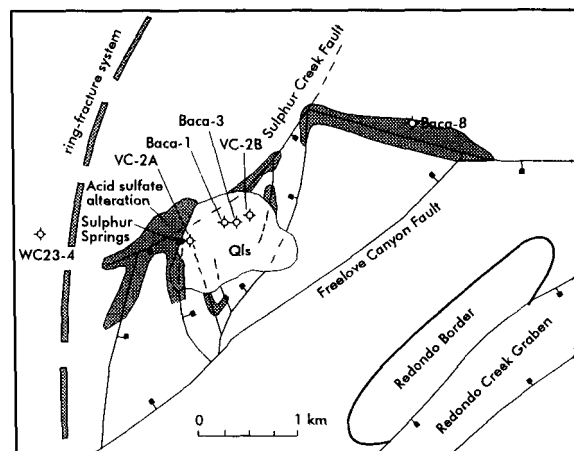 ring-fracture system
Sulphur Creek Fault
Baca-3
Baca-8
Baca-1
VC-2B
VC-2A
Acid sulfate
alteration
Sulphur
Springs
WC23-4
Qls
Freelove Canyon Fault
Redondo Border
Redondo Creek Graben
0 1 km